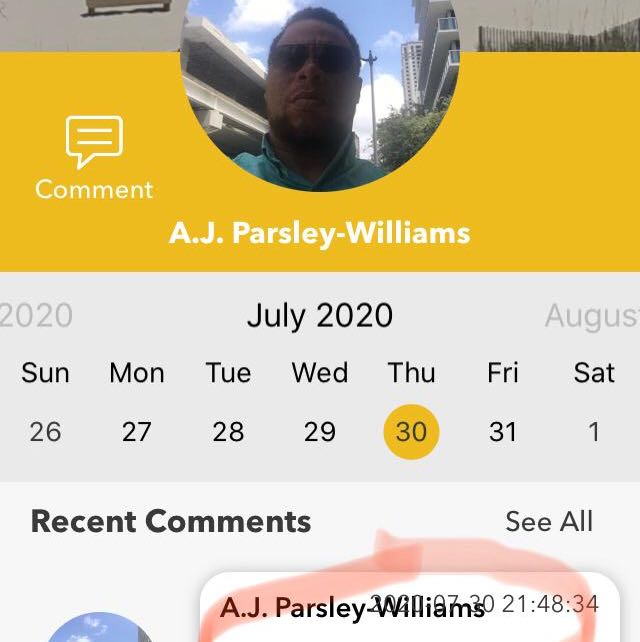 Comment
A.J. Parsley-Williams
2020 July 2020 Augus
Sun Mon Tue Wed Thu Fri Sat
26 27 28 29 30 31 1
Recent Comments See All
A.J. Parsley-Williams 2020-07-30 21:48:34